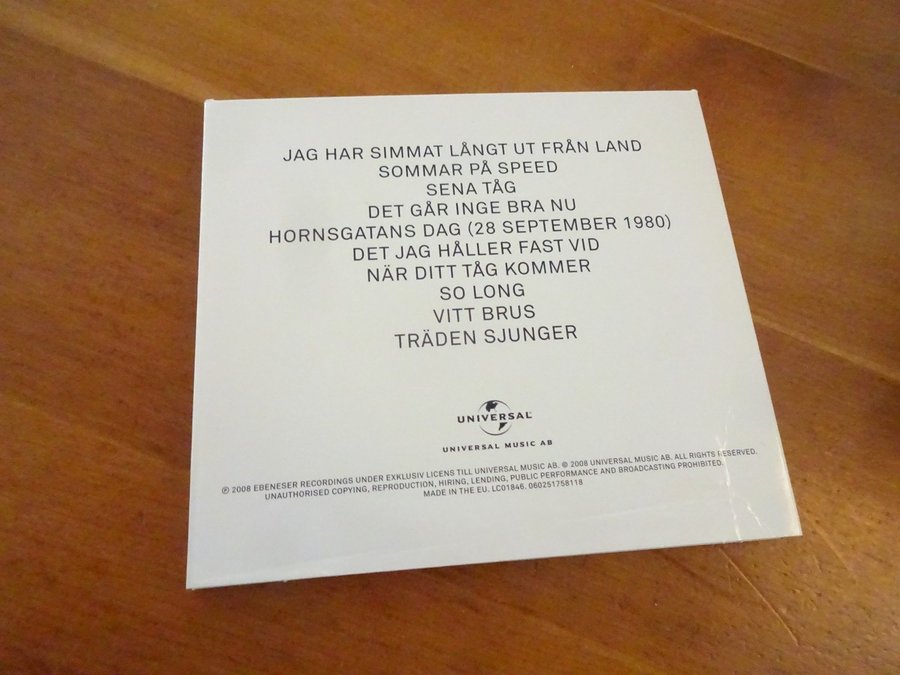 JAG HAR SIMMAT LÅNGT UT FRÅN LAND
SOMMAR PÅ SPEED
SENA TÅG
DET GÅR INGE BRA NU
HORNSGATANS DAG (28 SEPTEMBER 1980)
DET JAG HÅLLER FAST VID
NÄR DITT TÅG KOMMER
SO LONG
VITT BRUS
TRÄDEN SJUNGER
UNIVERSAL
UNIVERSAL MUSIC AB
℗ 2008 EBENESER RECORDINGS UNDER EXKLUSIV LICENS TILL UNIVERSAL MUSIC AB. © 2008 UNIVERSAL MUSIC AB. ALL RIGHTS RESERVED.
UNAUTHORISED COPYING, REPRODUCTION, HIRING, LENDING, PUBLIC PERFORMANCE AND BROADCASTING PROHIBITED.
MADE IN THE EU. LC01846. 060251758118